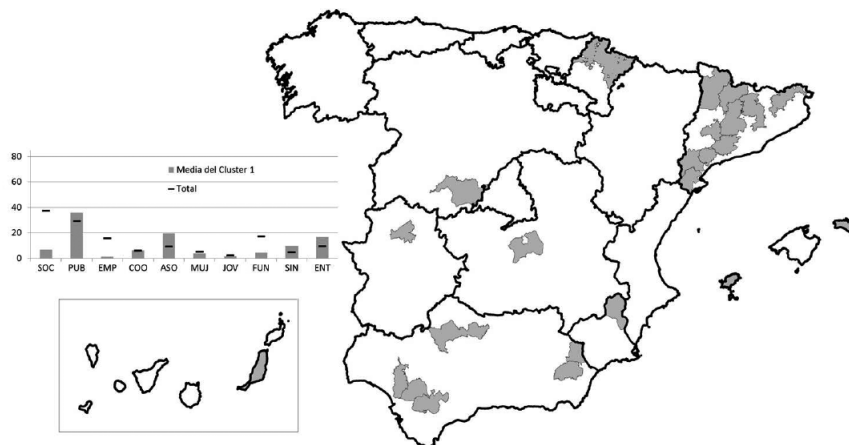 80
60
40
20
0
Media del Cluster 1
Total
SOC PUB EMP COO ASO MUJ JOV FUN SIN ENT